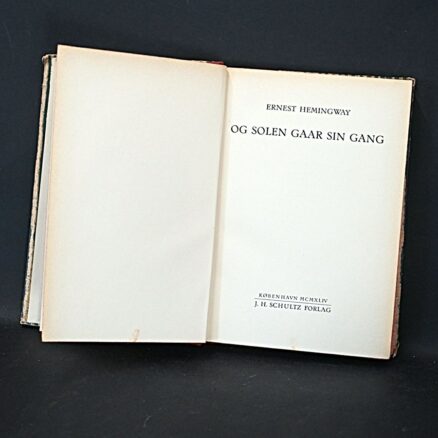 ERNEST HEMINGWAY
OG SOLEN GAAR SIN GANG
KØBENHAVN MCMXLIV
J. H. SCHULTZ FORLAG